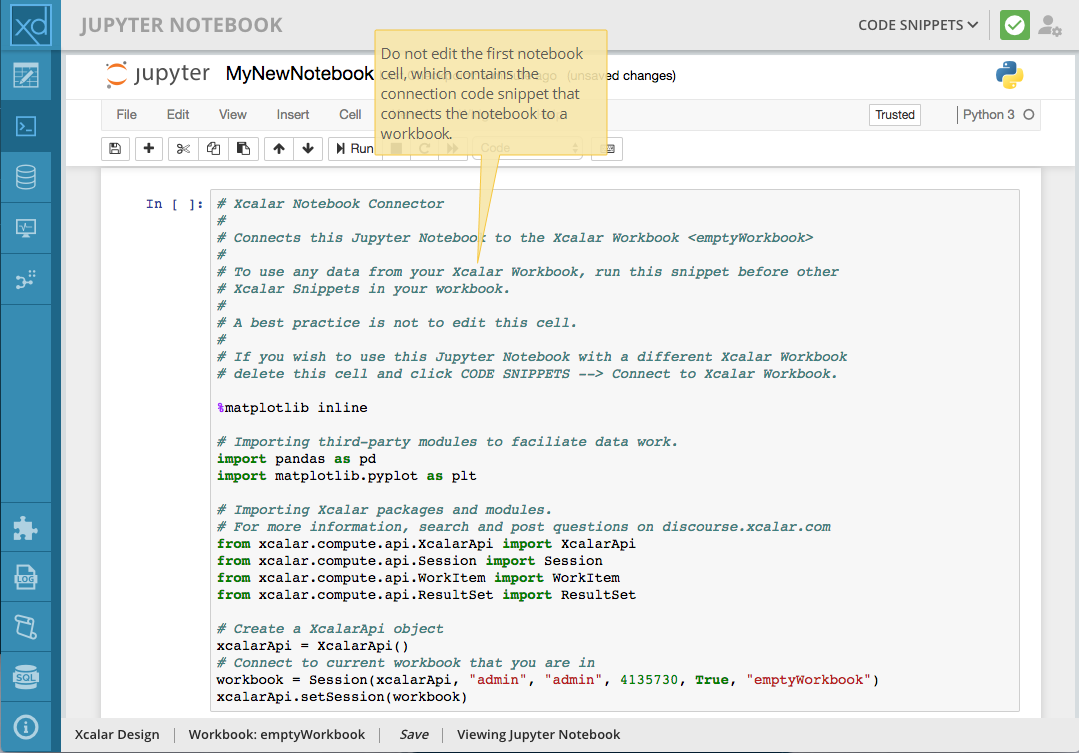 xd JUPYTER NOTEBOOK CODE SNIPPETS
jupyter MyNewNotebook (unsaved changes)
Do not edit the first notebook
cell, which contains the
connection code snippet that
connects the notebook to a
workbook.
File Edit View Insert Cell Trusted Python 3
Run Code
In [ ]:
# Xcalar Notebook Connector
#
# Connects this Jupyter Notebook to the Xcalar Workbook <emptyWorkbook>
#
# To use any data from your Xcalar Workbook, run this snippet before other
# Xcalar Snippets in your workbook.
#
# A best practice is not to edit this cell.
#
# If you wish to use this Jupyter Notebook with a different Xcalar Workbook
# delete this cell and click CODE SNIPPETS --> Connect to Xcalar Workbook.
%matplotlib inline
# Importing third-party modules to faciliate data work.
import pandas as pd
import matplotlib.pyplot as plt
# Importing Xcalar packages and modules.
# For more information, search and post questions on discourse.xcalar.com
from xcalar.compute.api.XcalarApi import XcalarApi
from xcalar.compute.api.Session import Session
from xcalar.compute.api.WorkItem import WorkItem
from xcalar.compute.api.ResultSet import ResultSet
# Create a XcalarApi object
xcalarApi = XcalarApi()
# Connect to current workbook that you are in
workbook = Session(xcalarApi, "admin", "admin", 4135730, True, "emptyWorkbook")
xcalarApi.setSession(workbook)
LOG
SQL
Xcalar Design Workbook: emptyWorkbook Save Viewing Jupyter Notebook